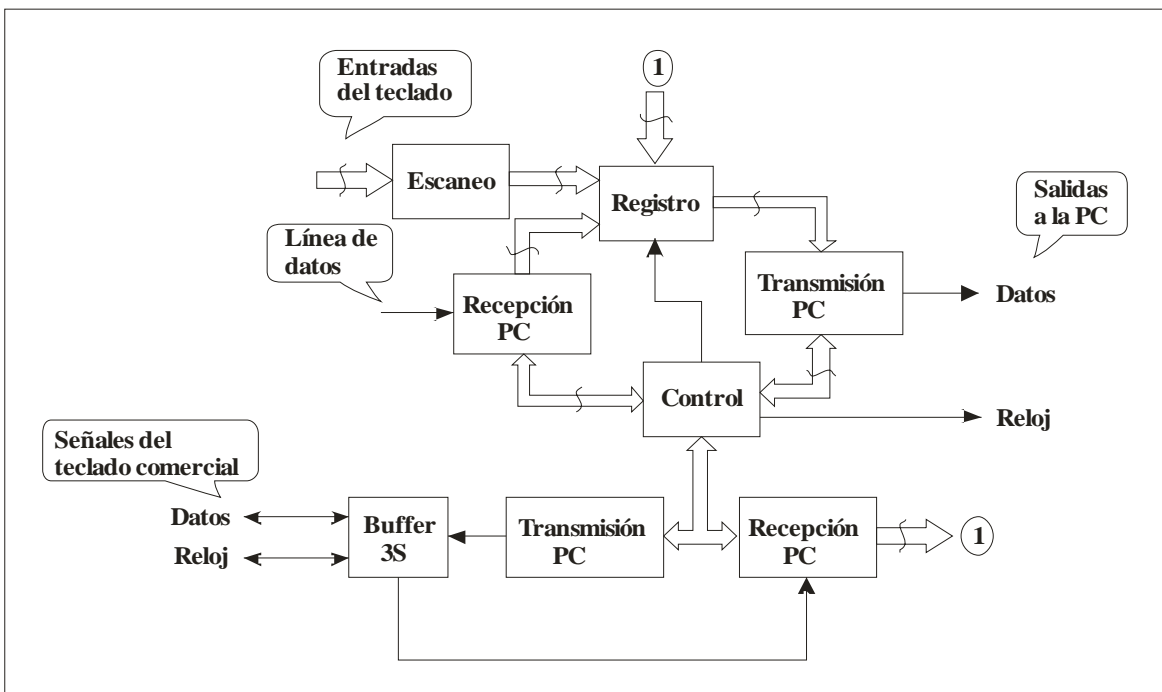 Entradas
del teclado
1
Escaneo
Registro
Salidas
a la PC
Línea de
datos
Recepción
PC
Transmisión
PC
Datos
Control
Reloj
Señales del
teclado comercial
Datos
Reloj
Buffer
3S
Transmisión
PC
Recepción
PC
1